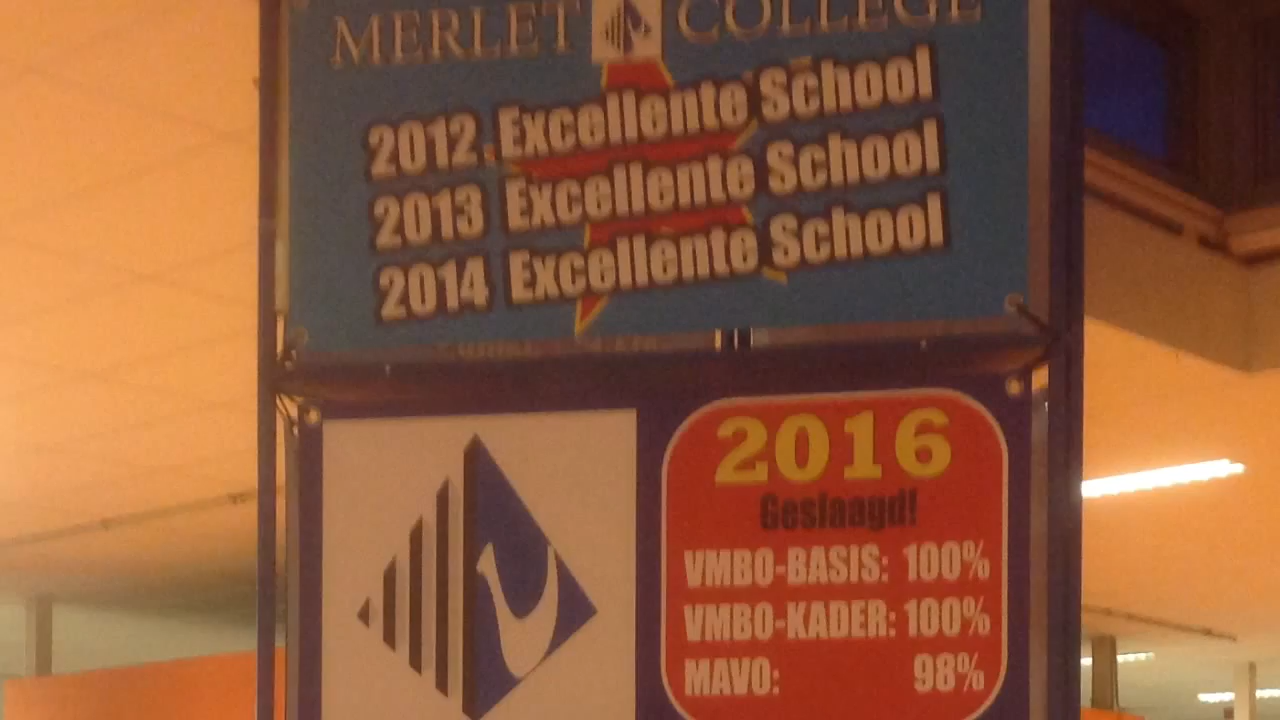 MERLET COLLEGE
2012 Excellente School
2013 Excellente School
2014 Excellente School
2016
Geslaagd!
VMBO-BASIS: 100%
VMBO-KADER: 100%
MAVO: 98%